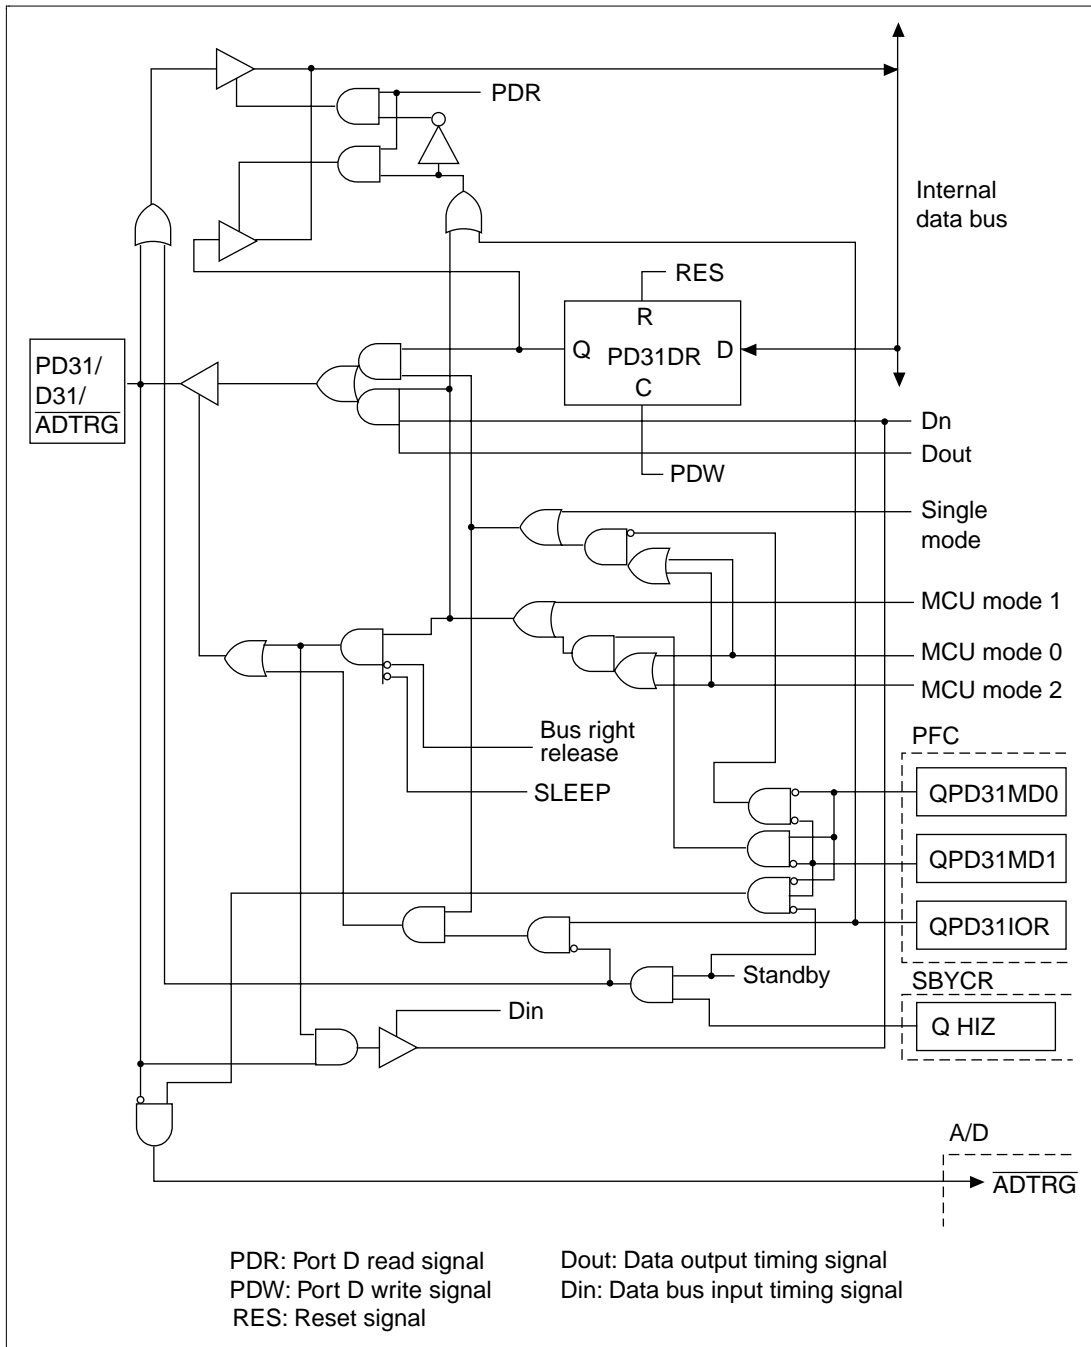 PDR
Internal
data bus
RES
R
Q PD31DR D
C
PD31/
D31/
ADTRG
Dn
Dout
PDW
Single
mode
MCU mode 1
MCU mode 0
MCU mode 2
Bus right
release
SLEEP
PFC
QPD31MD0
QPD31MD1
QPD31IOR
Standby
SBYCR
Q HIZ
Din
A/D
ADTRG
PDR: Port D read signal
PDW: Port D write signal
RES: Reset signal
Dout: Data output timing signal
Din: Data bus input timing signal